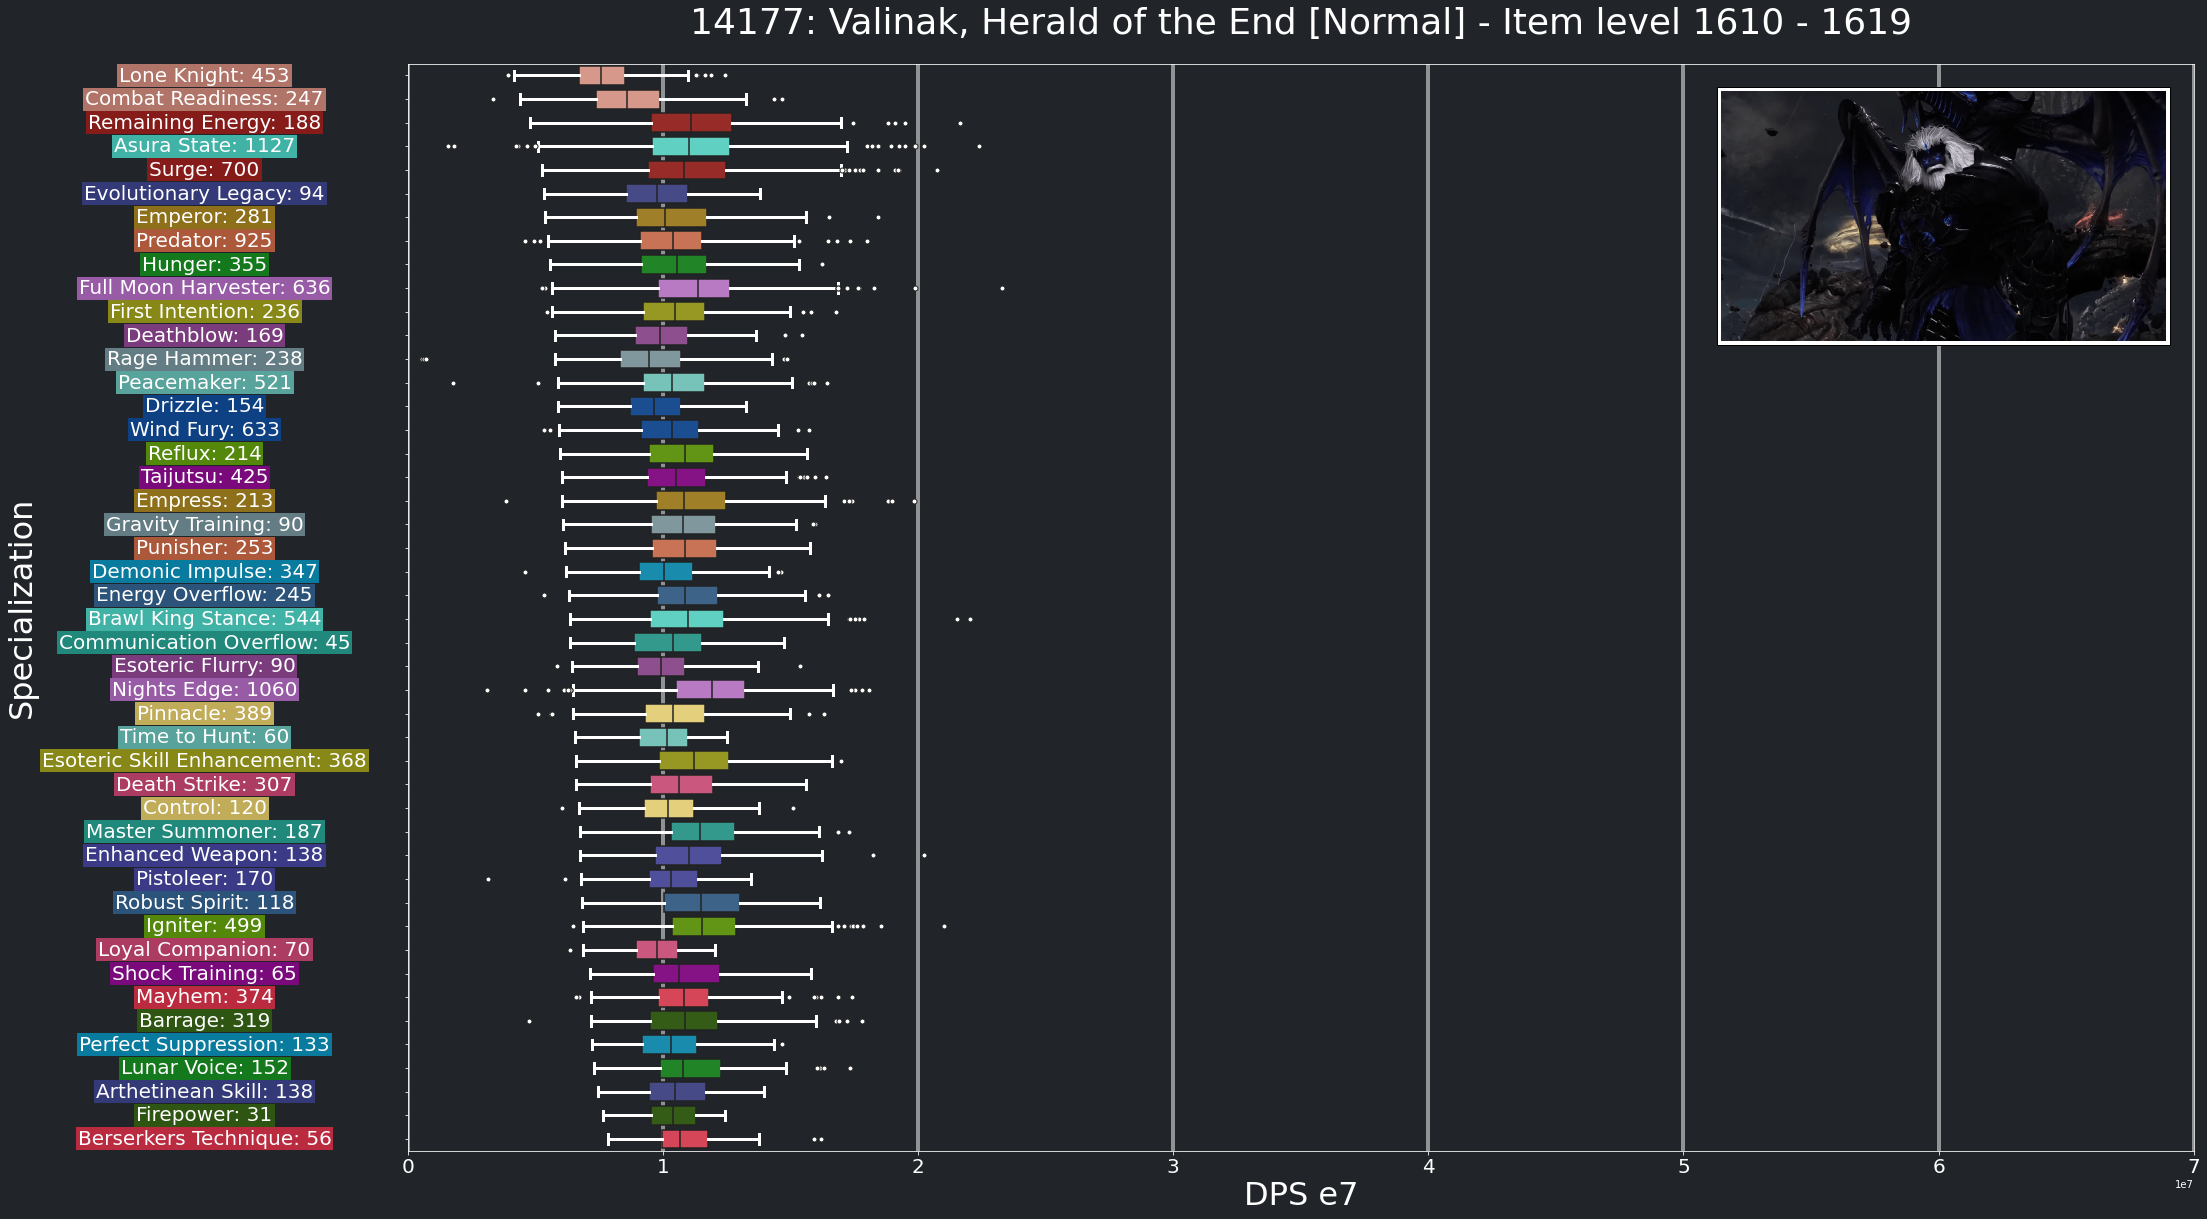 14177: Valinak, Herald of the End [Normal] - Item level 1610 - 1619
Lone Knight: 453
Combat Readiness: 247
Remaining Energy: 188
Asura State: 1127
Surge: 700
Evolutionary Legacy: 94
Emperor: 281
Predator: 925
Hunger: 355
Full Moon Harvester: 636
First Intention: 236
Deathblow: 169
Rage Hammer: 238
Peacemaker: 521
Drizzle: 154
Wind Fury: 633
Reflux: 214
Taijutsu: 425
Empress: 213
Gravity Training: 90
Punisher: 253
Demonic Impulse: 347
Energy Overflow: 245
Brawl King Stance: 544
Communication Overflow: 45
Esoteric Flurry: 90
Nights Edge: 1060
Pinnacle: 389
Time to Hunt: 60
Esoteric Skill Enhancement: 368
Death Strike: 307
Control: 120
Master Summoner: 187
Enhanced Weapon: 138
Pistoleer: 170
Robust Spirit: 118
Igniter: 499
Loyal Companion: 70
Shock Training: 65
Mayhem: 374
Barrage: 319
Perfect Suppression: 133
Lunar Voice: 152
Arthetinean Skill: 138
Firepower: 31
Berserkers Technique: 56
Specialization
0 1 2 3 4 5 6 7
1e7
DPS e7